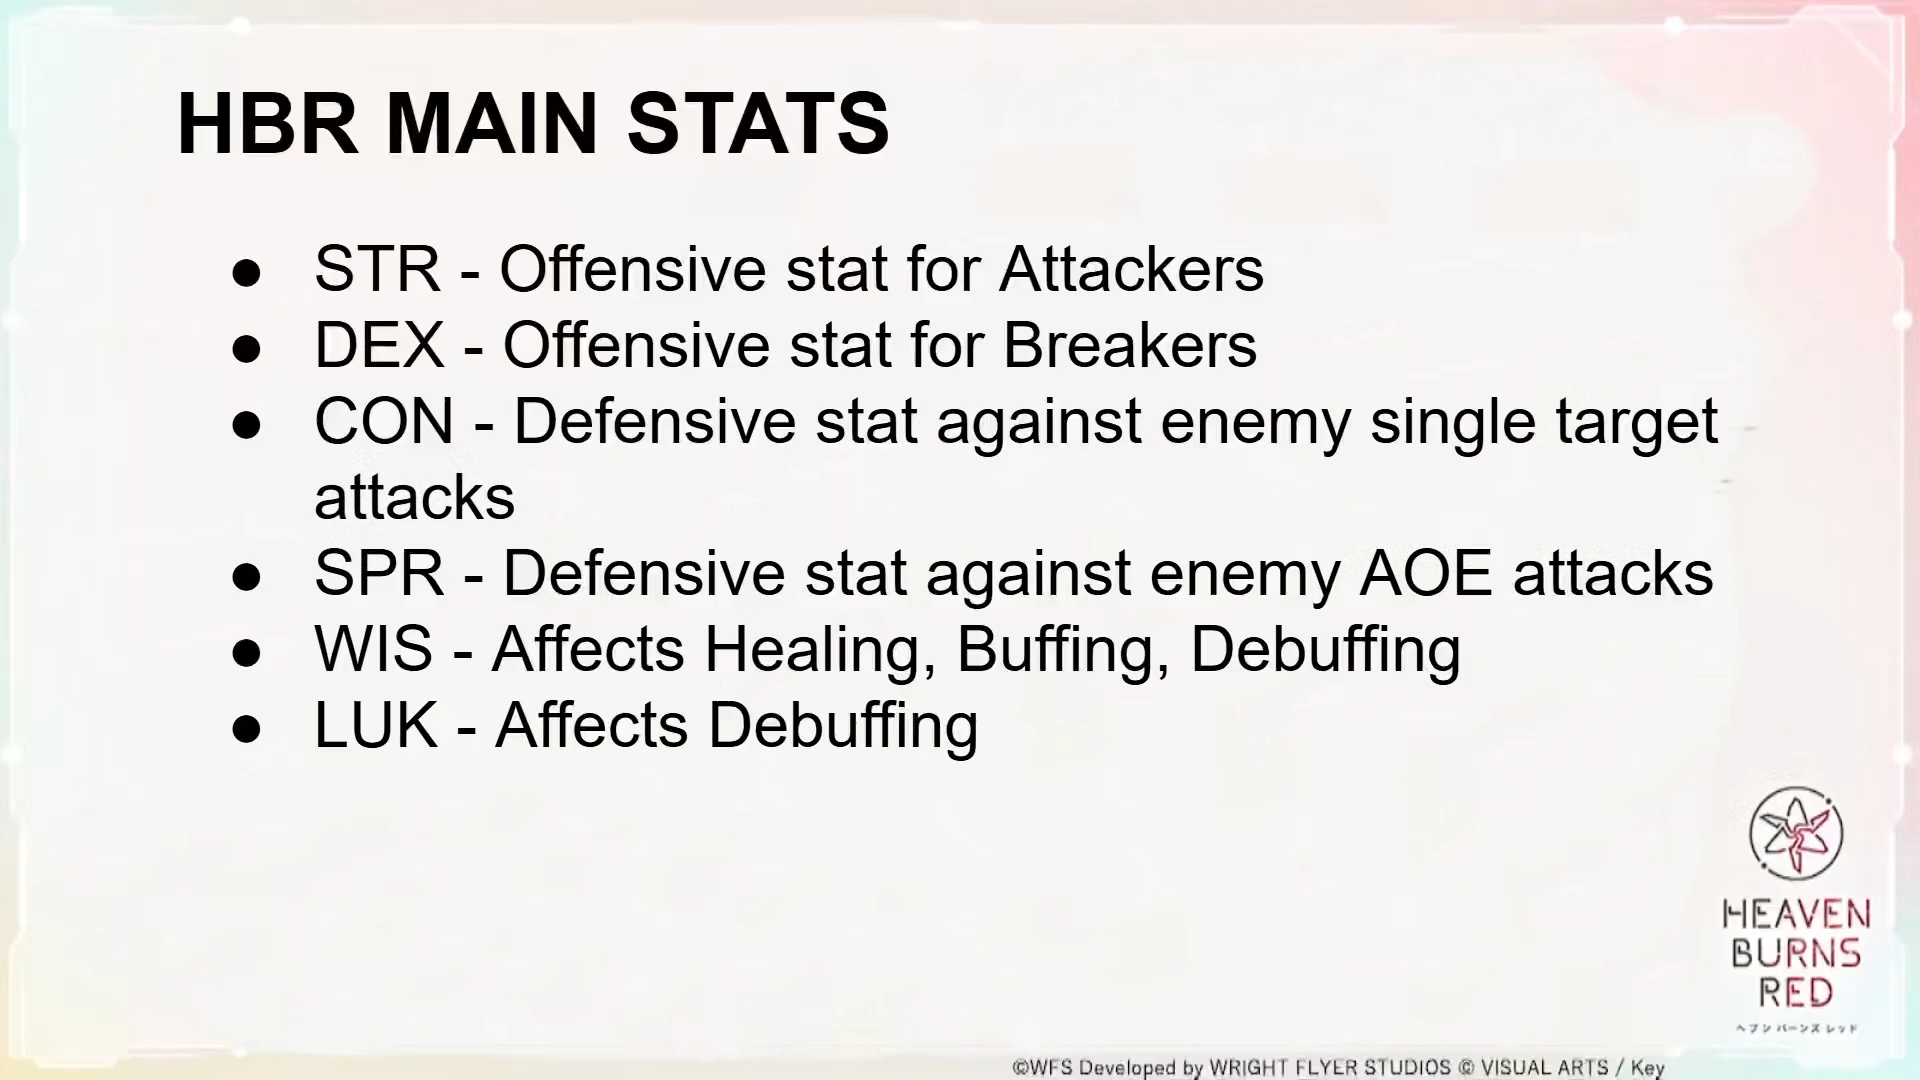 HBR MAIN STATS
● STR - Offensive stat for Attackers
● DEX - Offensive stat for Breakers
● CON - Defensive stat against enemy single target
attacks
● SPR - Defensive stat against enemy AOE attacks
● WIS - Affects Healing, Buffing, Debuffing
● LUK - Affects Debuffing
HEAVEN
BURNS
RED
ヘブンバーンズレッド
©WFS Developed by WRIGHT FLYER STUDIOS © VISUAL ARTS / Key